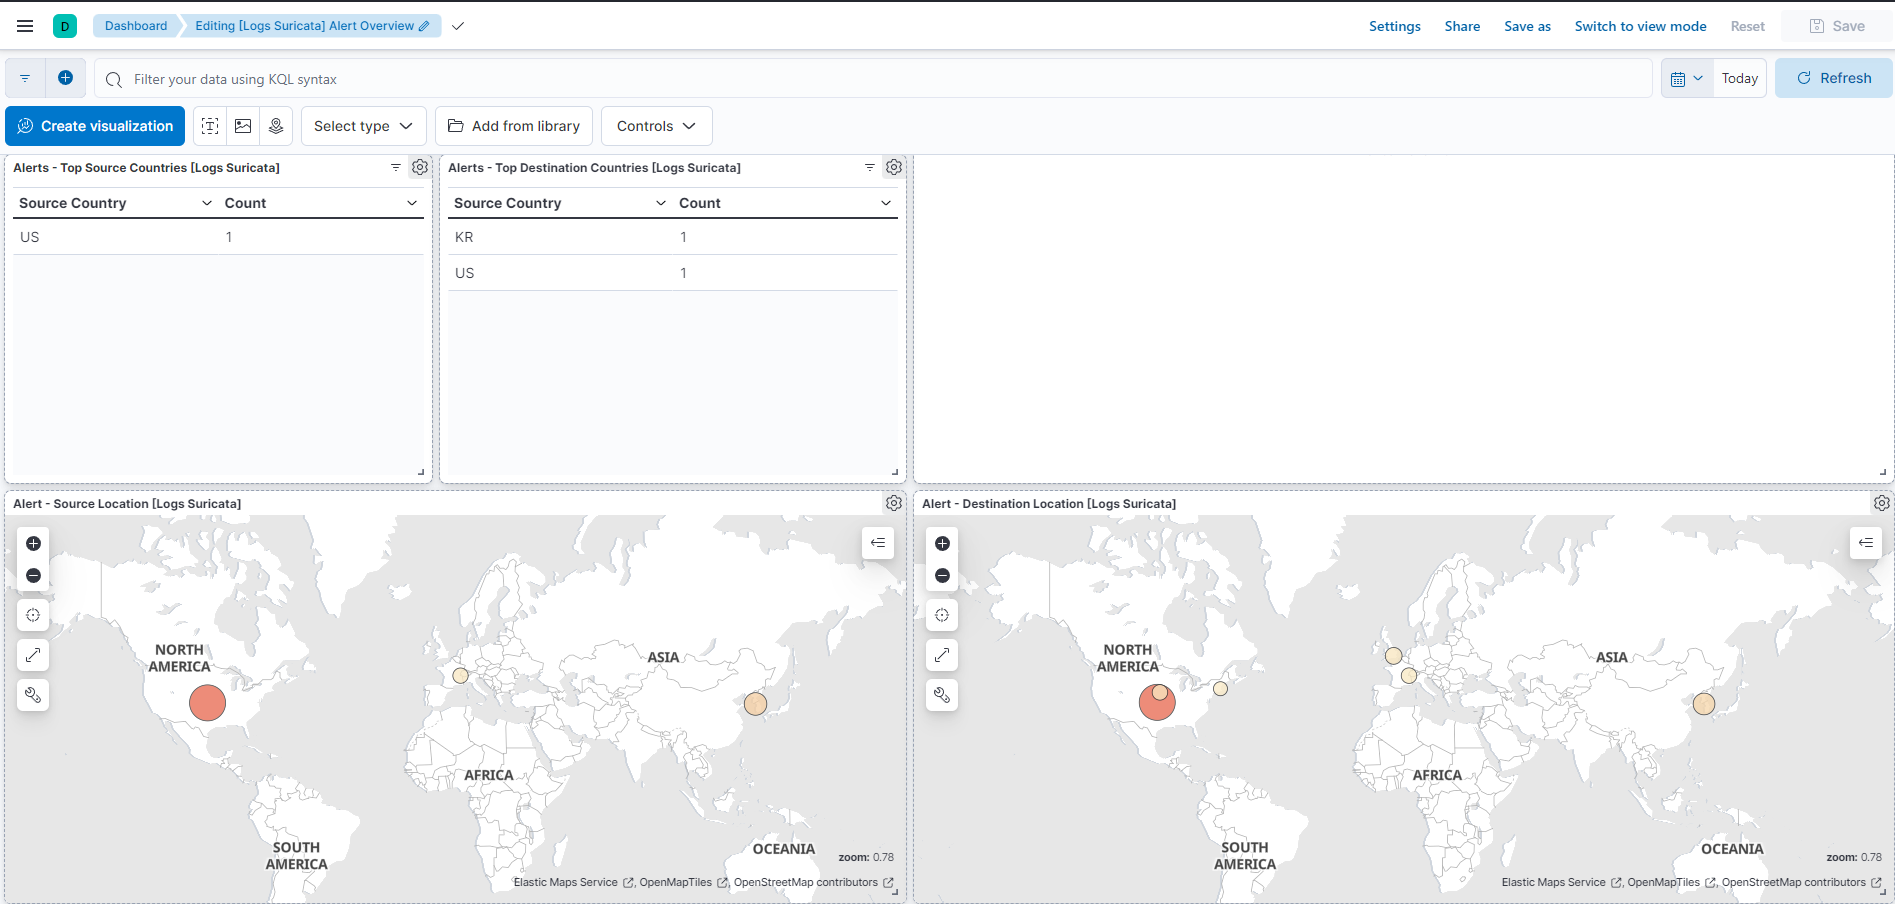 D
Dashboard
Editing [Logs Suricata] Alert Overview
Settings
Share
Save as
Switch to view mode
Reset
Save
Filter your data using KQL syntax
Today
Refresh
Create visualization
Select type
Add from library
Controls
Alerts - Top Source Countries [Logs Suricata]
Source Country Count
US 1
Alerts - Top Destination Countries [Logs Suricata]
Source Country Count
KR 1
US 1
Alert - Source Location [Logs Suricata]
NORTH
AMERICA
ASIA
AFRICA
SOUTH
AMERICA
OCEANIA
zoom: 0.78
Elastic Maps Service , OpenMapTiles , OpenStreetMap contributors
Alert - Destination Location [Logs Suricata]
NORTH
AMERICA
ASIA
AFRICA
SOUTH
AMERICA
OCEANIA
zoom: 0.78
Elastic Maps Service , OpenMapTiles , OpenStreetMap contributors